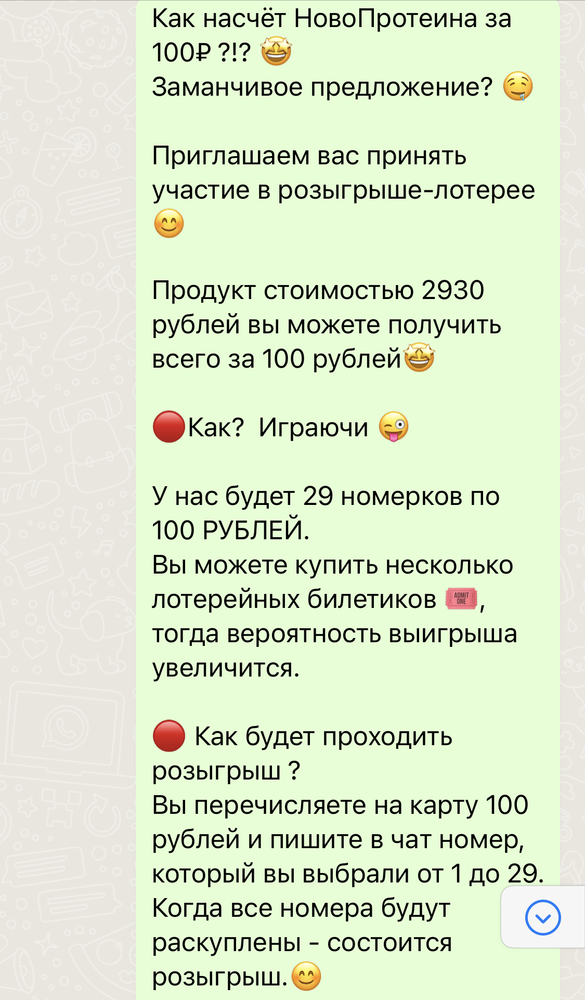 Как насчёт НовоПротеина за
100₽ ?!? 🤩
Заманчивое предложение? 🤤
Приглашаем вас принять
участие в розыгрыше-лотерее
😊
Продукт стоимостью 2930
рублей вы можете получить
всего за 100 рублей🤩
🔴Как?  Играючи 😜
У нас будет 29 номерков по
100 РУБЛЕЙ.
Вы можете купить несколько
лотерейных билетиков 🎟,
тогда вероятность выигрыша
увеличится.
🔴 Как будет проходить
розыгрыш ?
Вы перечисляете на карту 100
рублей и пишите в чат номер,
который вы выбрали от 1 до 29.
Когда все номера будут
раскуплены - состоится
розыгрыш.😊